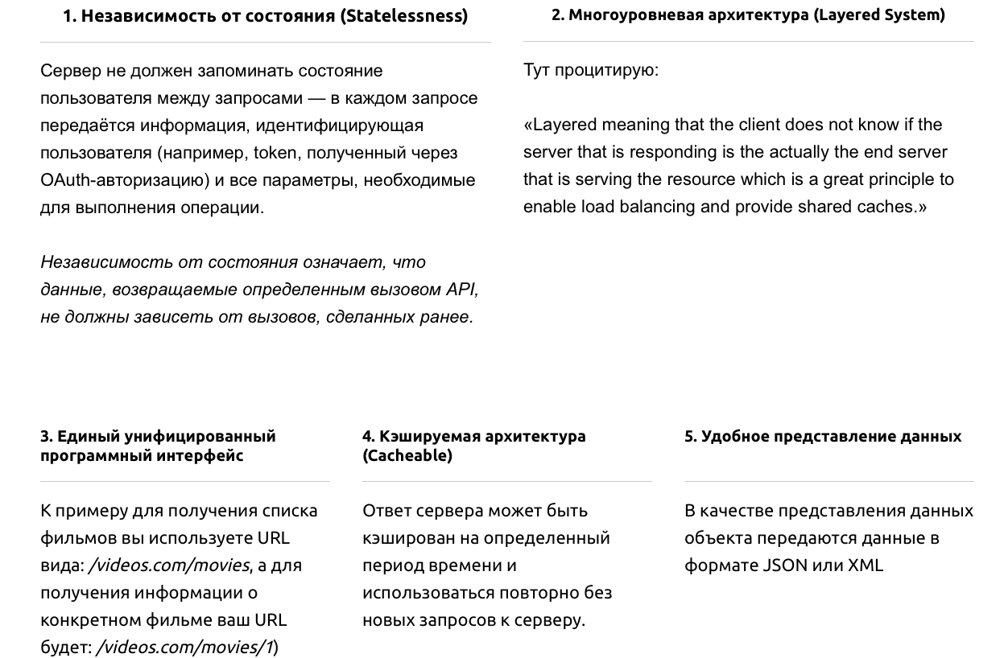 1. Независимость от состояния (Statelessness)
Сервер не должен запоминать состояние
пользователя между запросами — в каждом запросе
передаётся информация, идентифицирующая
пользователя (например, token, полученный через
OAuth-авторизацию) и все параметры, необходимые
для выполнения операции.
Независимость от состояния означает, что
данные, возвращаемые определенным вызовом API,
не должны зависеть от вызовов, сделанных ранее.
2. Многоуровневая архитектура (Layered System)
Тут процитирую:
«Layered meaning that the client does not know if the
server that is responding is the actually the end server
that is serving the resource which is a great principle to
enable load balancing and provide shared caches.»
3. Единый унифицированный
программный интерфейс
К примеру для получения списка
фильмов вы используете URL
вида: /videos.com/movies, а для
получения информации о
конкретном фильме ваш URL
будет: /videos.com/movies/1)
4. Кэшируемая архитектура
(Cacheable)
Ответ сервера может быть
кэширован на определенный
период времени и
использоваться повторно без
новых запросов к серверу.
5. Удобное представление данных
В качестве представления данных
объекта передаются данные в
формате JSON или XML